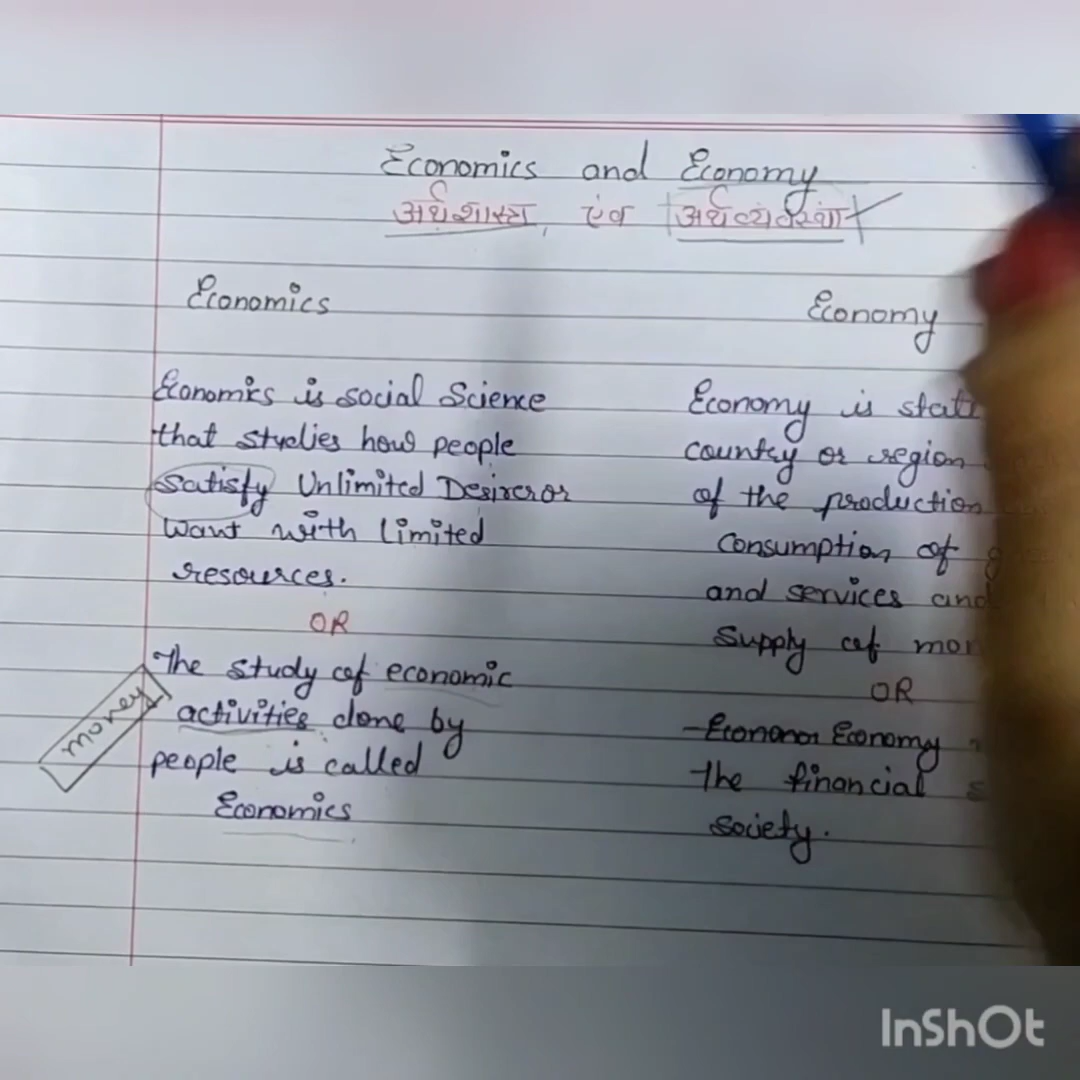 Economics and Economy
अर्थशास्त्र, एंव अर्थव्यंवस्था
Economics
Economics is social Science
that studies how people
satisfy Unlimited Desire or
want with limited
resources.
OR
The study of economic
activities done by
people is called
Economics
money
Economy
Economy is
country or region
of the production
Consumption of
and services and
Supply of
OR
Economy
the financial
society.
InShOt